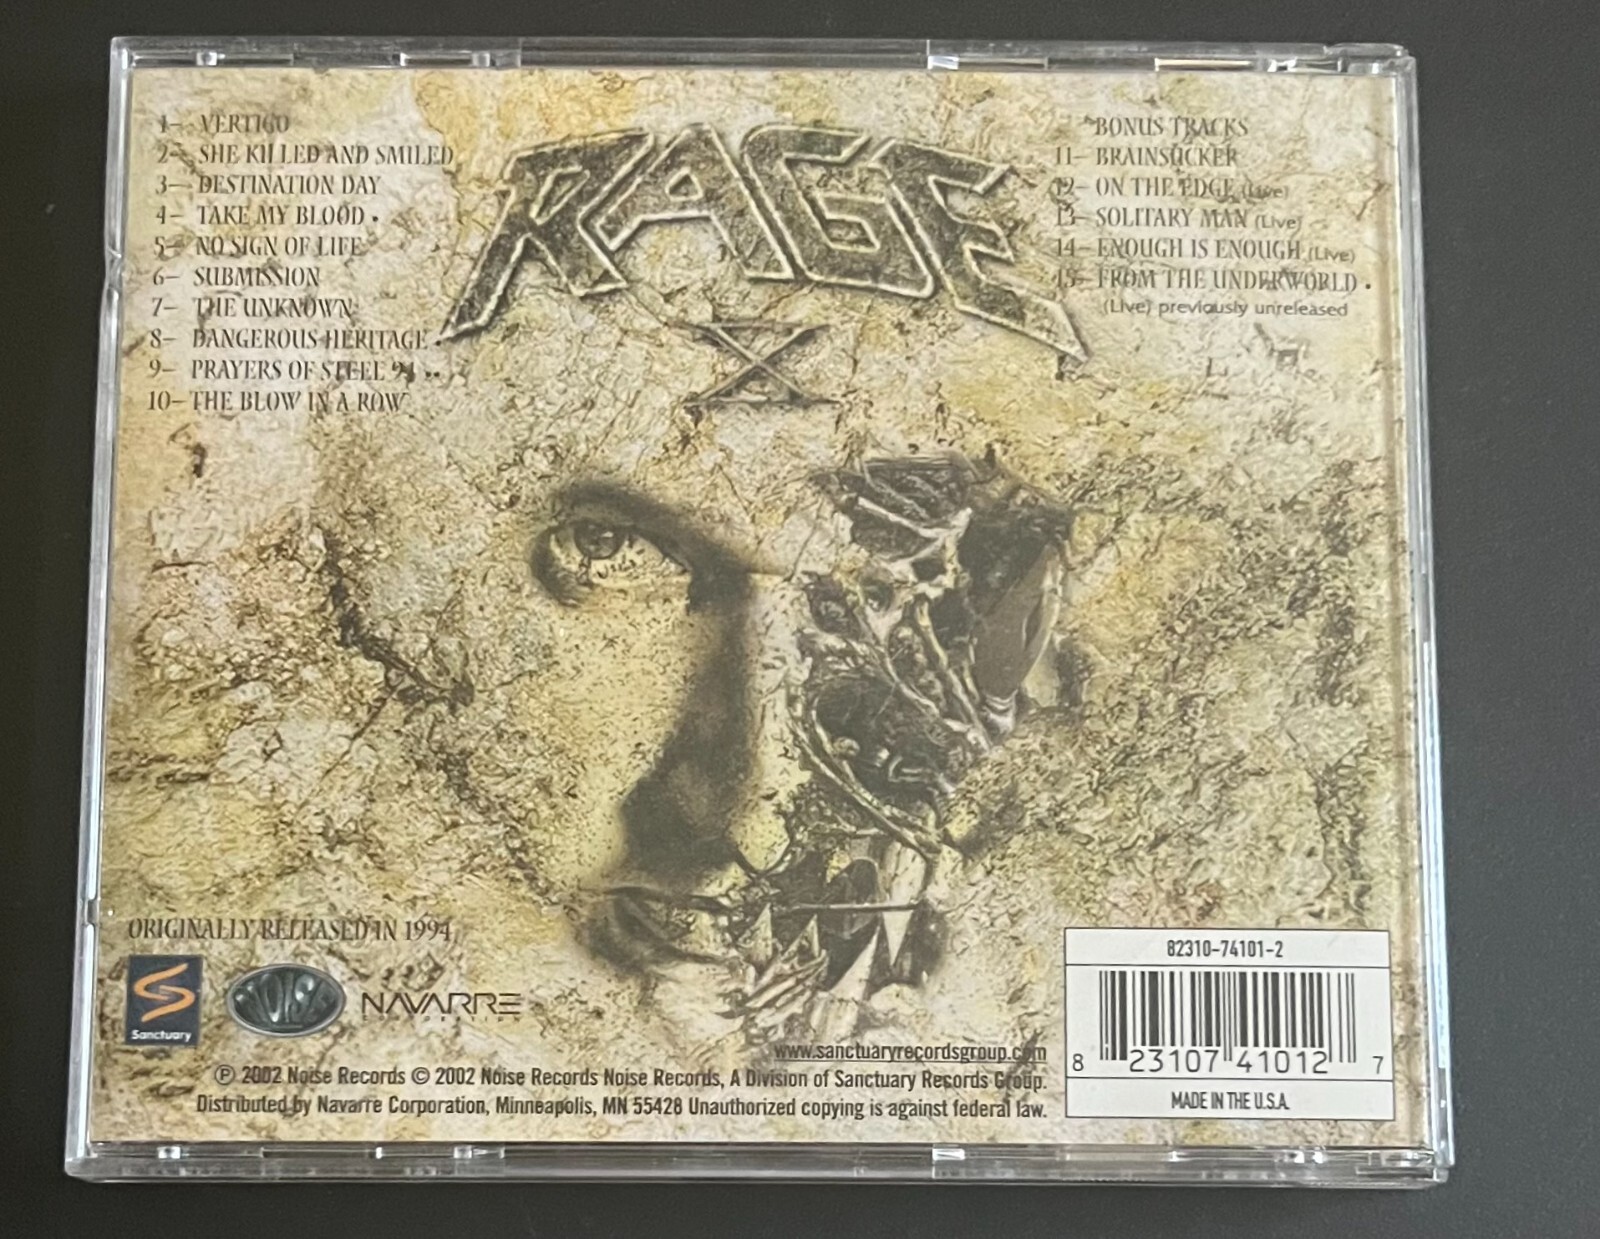 1– VERTIGO
2– SHE KILLED AND SMILED
3– DESTINATION DAY
4– TAKE MY BLOOD •
5– NO SIGN OF LIFE
6– SUBMISSION
7– THE UNKNOWN
8– DANGEROUS HERITAGE •
9– PRAYERS OF STEEL '94 ••
10– THE BLOW IN A ROW
RAGE
X
BONUS TRACKS
11– BRAINSUCKER
12– ON THE EDGE (Live)
13– SOLITARY MAN (Live)
14– ENOUGH IS ENOUGH (Live)
15– FROM THE UNDERWORLD •
(Live) previously unreleased
ORIGINALLY RELEASED IN 1994
Sanctuary
NOISE
NAVARRE
CORPORATION
www.sanctuaryrecordsgroup.com
℗ 2002 Noise Records © 2002 Noise Records Noise Records, A Division of Sanctuary Records Group.
Distributed by Navarre Corporation, Minneapolis, MN 55428 Unauthorized copying is against federal law.
82310-74101-2
8 23107 41012 7
MADE IN THE U.S.A.